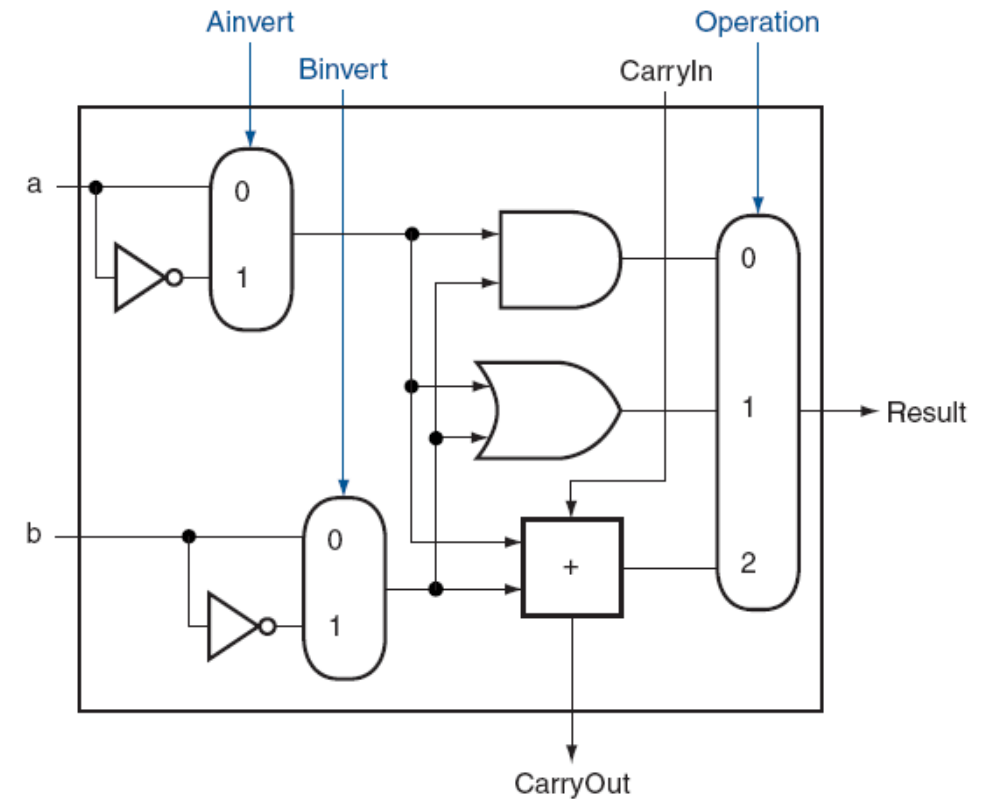 Ainvert
Operation
Binvert
CarryIn
a
0
1
0
1
Result
b
0
1
+
2
CarryOut